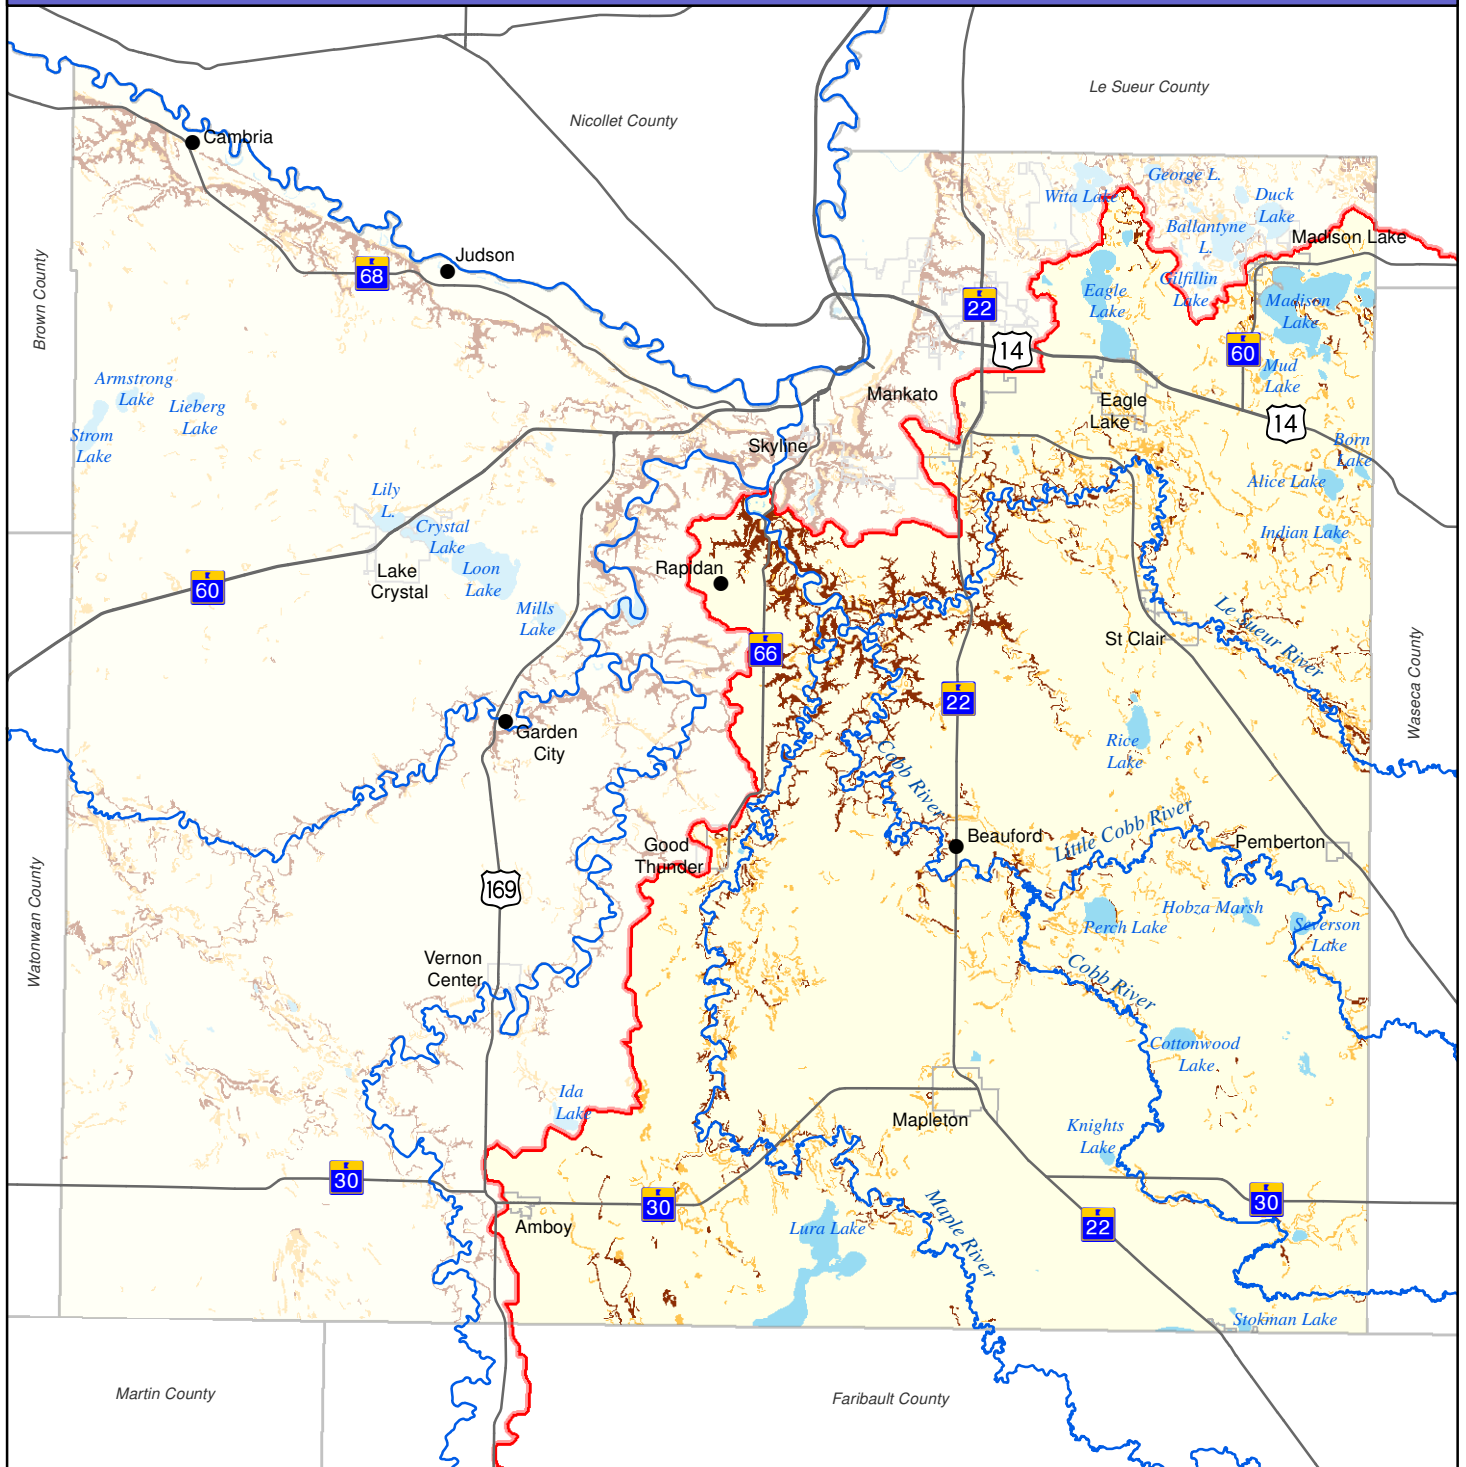 Le Sueur County
Nicollet County
Cambria
George L.
Wita Lake
Duck
Lake
Ballantyne
L.
Madison Lake
Judson
68
Brown County
Gilfillin
Lake
Eagle
Lake
Madison
Lake
22
14
60
Mud
Lake
Armstrong
Lake
Lieberg
Lake
Mankato
Eagle
Lake
14
Strom
Lake
Skyline
Born
Lake
Alice Lake
Lily
L.
Crystal
Lake
Indian Lake
Loon
Lake
Lake
Crystal
60
Rapidan
Mills
Lake
Le Sueur River
St Clair
66
Waseca County
22
Garden
City
Rice
Lake
Cobb River
Little Cobb River
Beauford
Pemberton
Good
Thunder
169
Watonwan County
Hobza Marsh
Perch Lake
Severson
Lake
Vernon
Center
Cobb River
Cottonwood
Lake
Ida
Lake
Mapleton
Knights
Lake
30
30
30
Amboy
Lura Lake
Maple River
22
Stokman Lake
Martin County
Faribault County